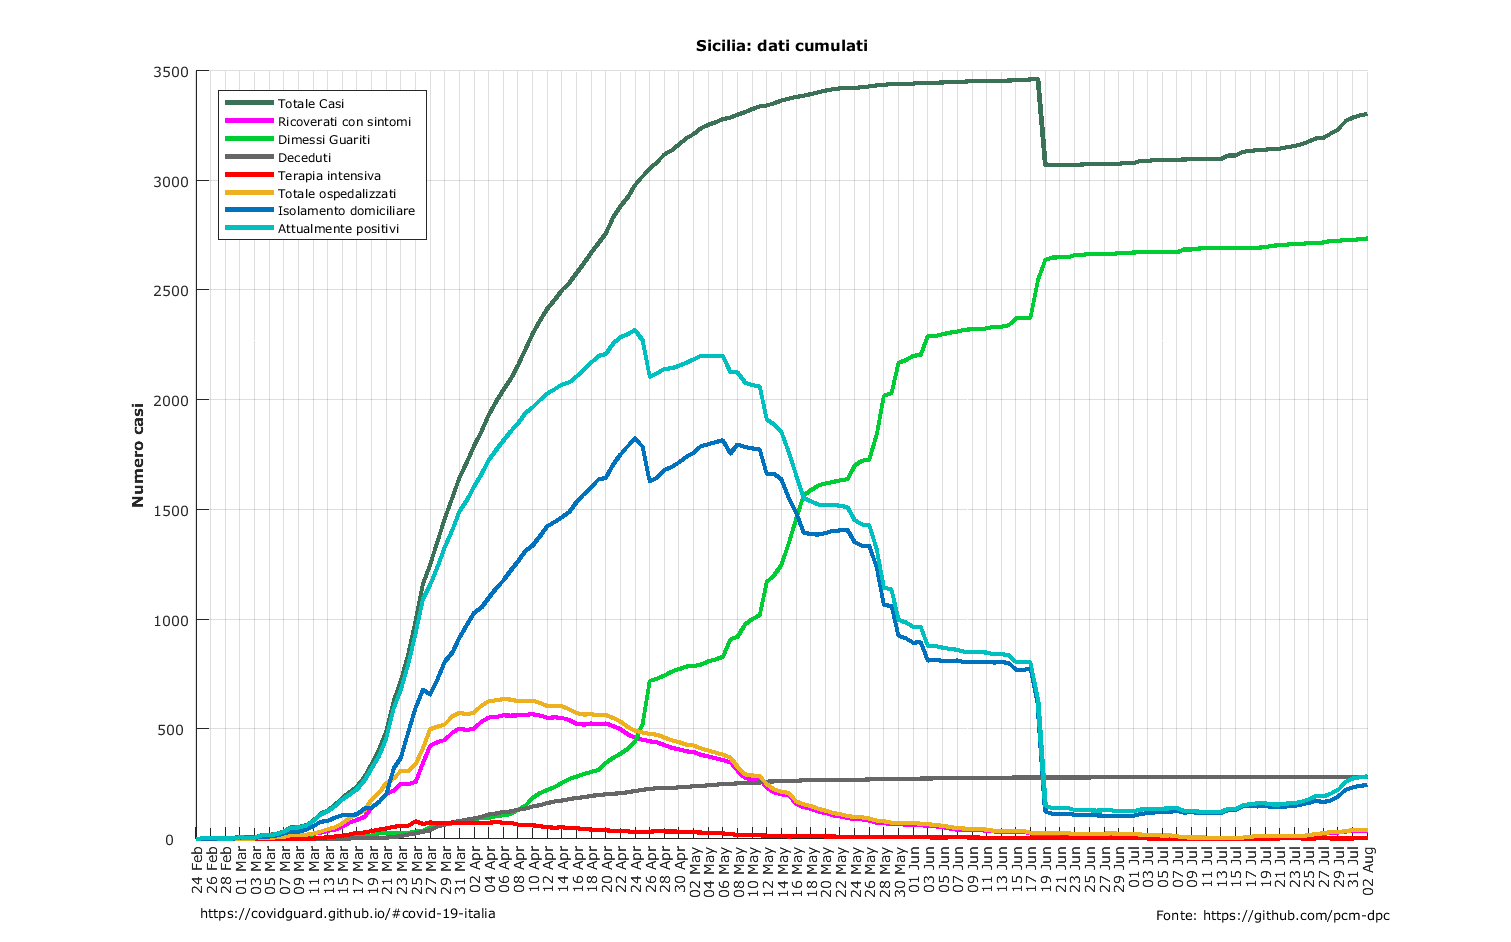 Sicilia: dati cumulati
Numero casi
3500
3000
2500
2000
1500
1000
500
0
Totale Casi
Ricoverati con sintomi
Dimessi Guariti
Deceduti
Terapia intensiva
Totale ospedalizzati
Isolamento domiciliare
Attualmente positivi
24 Feb
26 Feb
28 Feb
01 Mar
03 Mar
05 Mar
07 Mar
09 Mar
11 Mar
13 Mar
15 Mar
17 Mar
19 Mar
21 Mar
23 Mar
25 Mar
27 Mar
29 Mar
31 Mar
02 Apr
04 Apr
06 Apr
08 Apr
10 Apr
12 Apr
14 Apr
16 Apr
18 Apr
20 Apr
22 Apr
24 Apr
26 Apr
28 Apr
30 Apr
02 May
04 May
06 May
08 May
10 May
12 May
14 May
16 May
18 May
20 May
22 May
24 May
26 May
28 May
30 May
01 Jun
03 Jun
05 Jun
07 Jun
09 Jun
11 Jun
13 Jun
15 Jun
17 Jun
19 Jun
21 Jun
23 Jun
25 Jun
27 Jun
29 Jun
01 Jul
03 Jul
05 Jul
07 Jul
09 Jul
11 Jul
13 Jul
15 Jul
17 Jul
19 Jul
21 Jul
23 Jul
25 Jul
27 Jul
29 Jul
31 Jul
02 Aug
https://covidguard.github.io/#covid-19-italia
Fonte: https://github.com/pcm-dpc